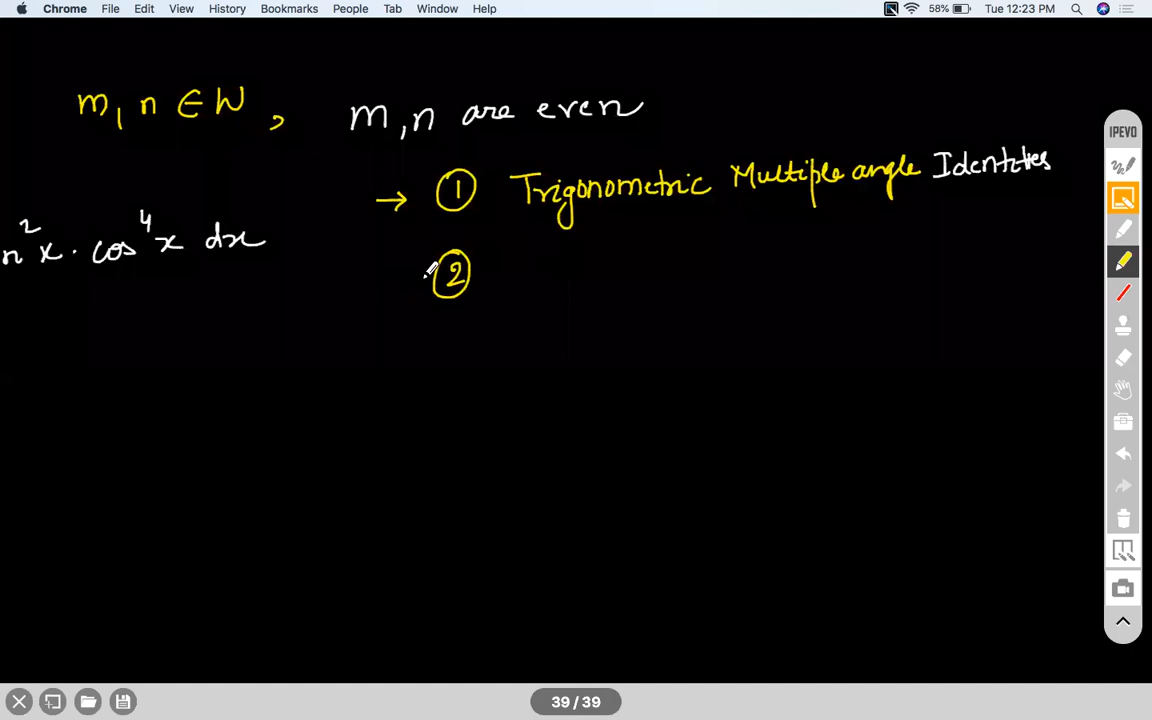 Chrome File Edit View History Bookmarks People Tab Window Help 58% Tue 12:23 PM
m, n ∈ W, m,n are even
→ ① Trigonometric Multiple angle Identities
n²x · cos⁴x dx
②
IPEVO
39 / 39